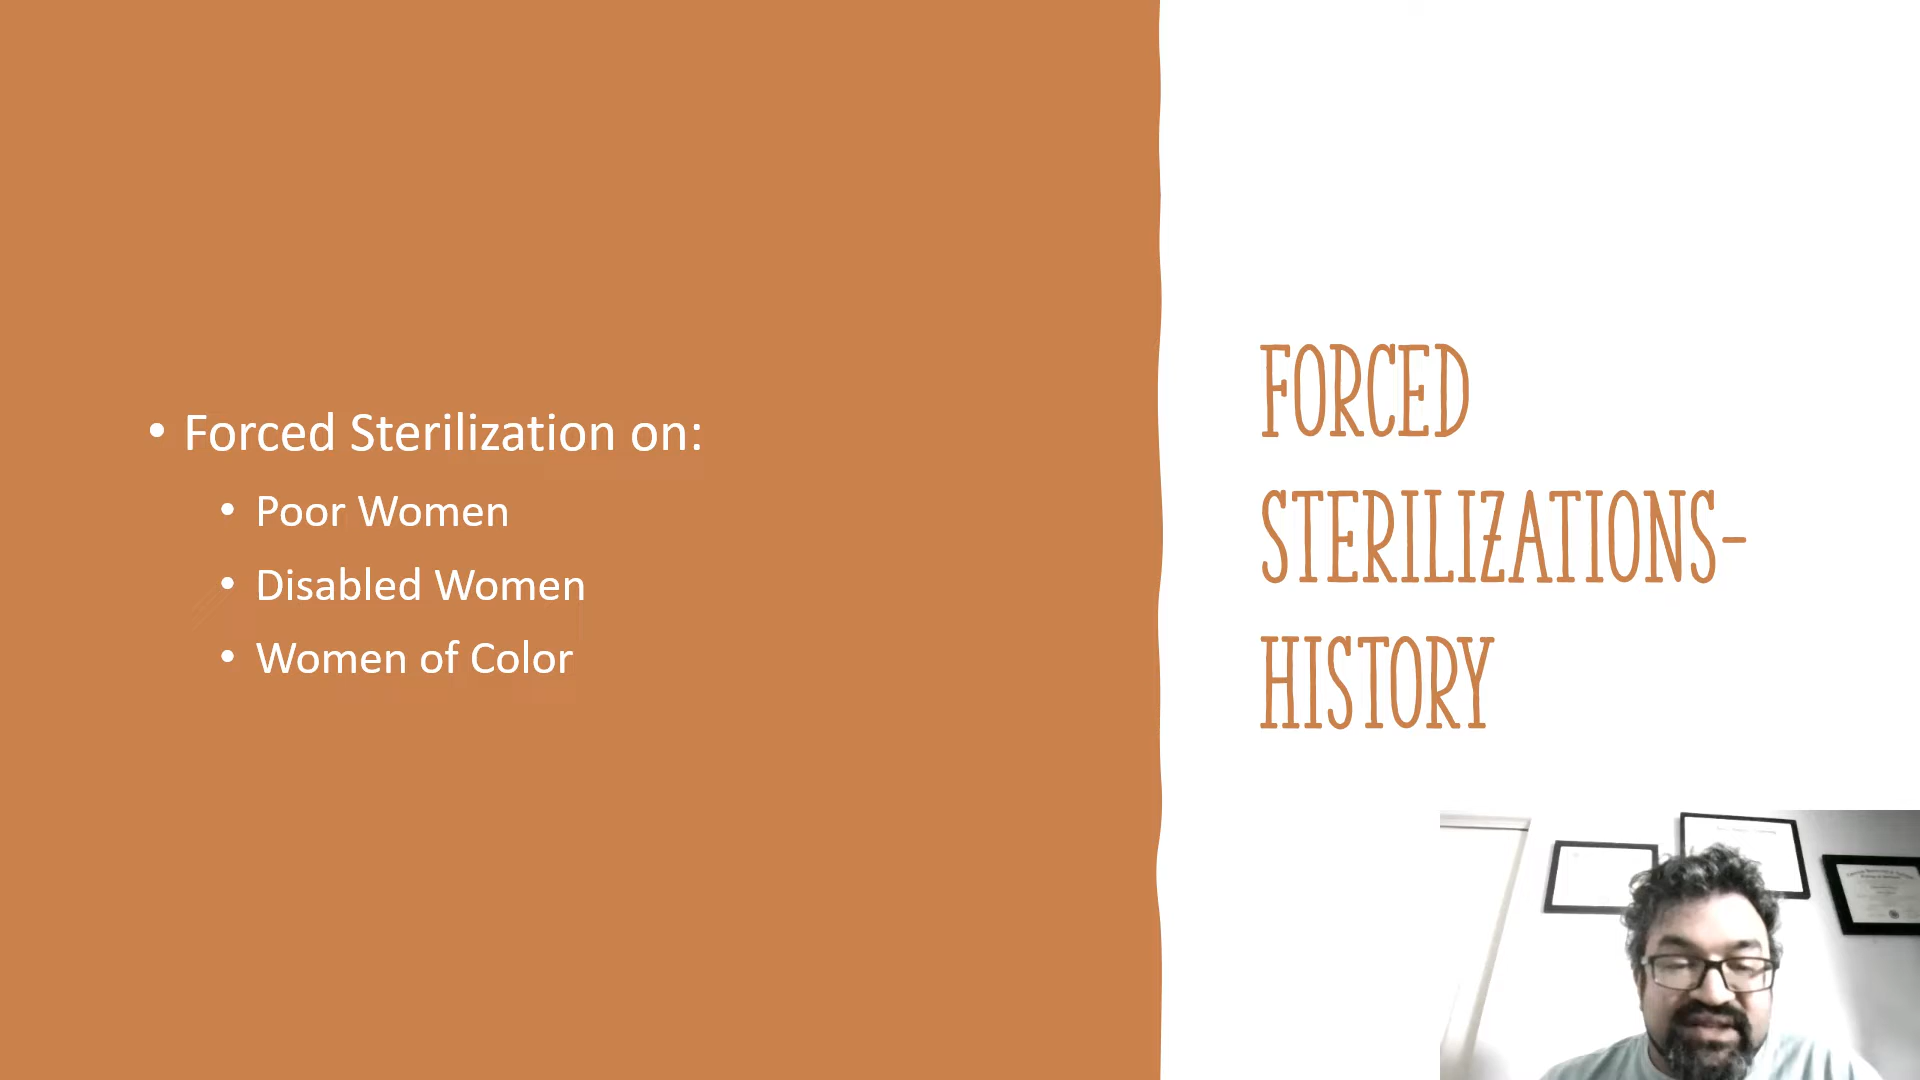 • Forced Sterilization on:
• Poor Women
• Disabled Women
• Women of Color
FORCED
STERILIZATIONS-
HISTORY